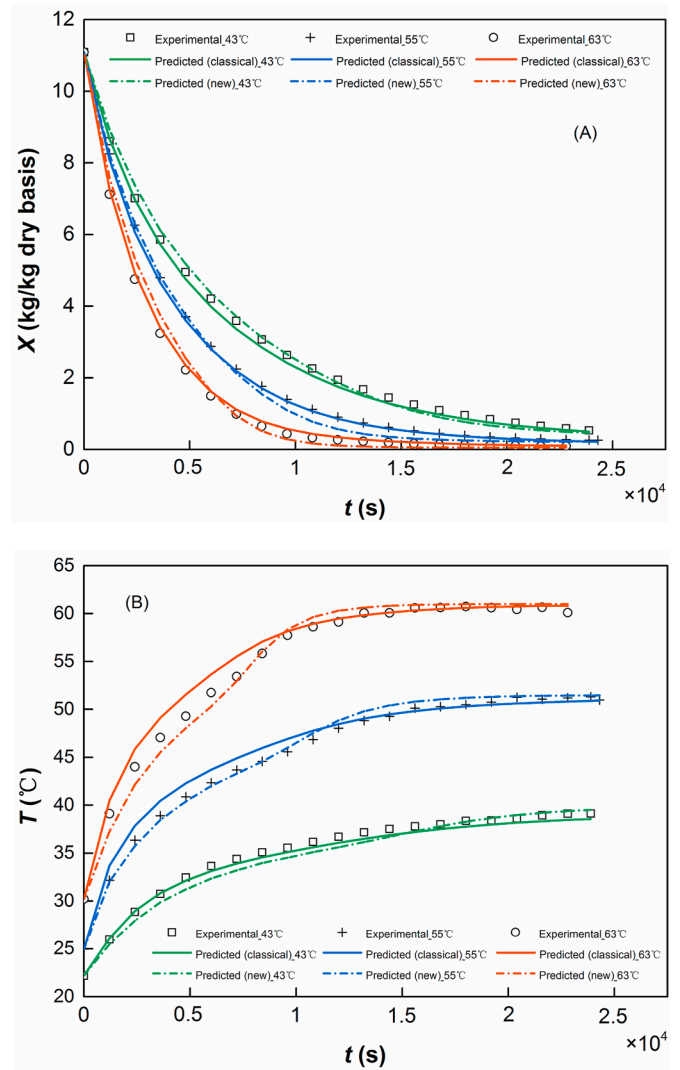 12
10
8
6
4
2
0
X (kg/kg dry basis)
Experimental_43℃ Experimental_55℃ Experimental_63℃
Predicted (classical)_43℃ Predicted (classical)_55℃ Predicted (classical)_63℃
Predicted (new)_43℃ Predicted (new)_55℃ Predicted (new)_63℃
(A)
0 0.5 1 1.5 2 2.5
×10⁴
t (s)
65
60
55
50
45
40
35
30
25
20
T (℃)
(B)
Experimental_43℃ Experimental_55℃ Experimental_63℃
Predicted (classical)_43℃ Predicted (classical)_55℃ Predicted (classical)_63℃
Predicted (new)_43℃ Predicted (new)_55℃ Predicted (new)_63℃
0 0.5 1 1.5 2 2.5
×10⁴
t (s)